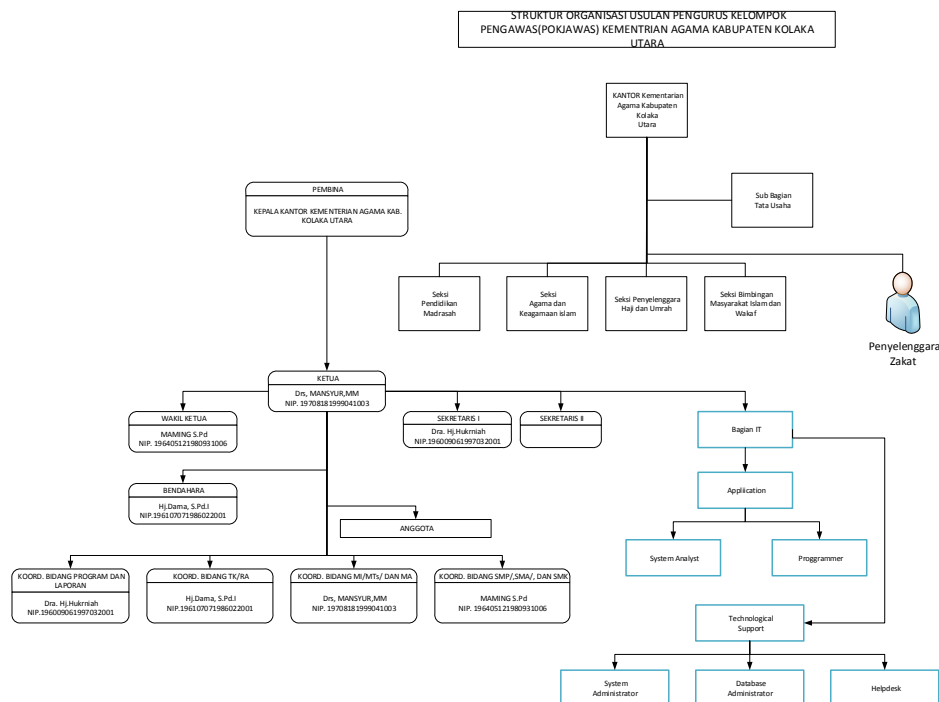 STRUKTUR ORGANISASI USULAN PENGURUS KELOMPOK
PENGAWAS(POKJAWAS) KEMENTRIAN AGAMA KABUPATEN KOLAKA
UTARA
KANTOR Kementarian
Agama Kabupaten
Kolaka
Utara
Sub Bagian
Tata Usaha
PEMBINA
KEPALA KANTOR KEMENTERIAN AGAMA KAB.
KOLAKA UTARA
Seksi
Pendidikan
Madrasah
Seksi
Agama dan
Keagamaan islam
Seksi Penyelenggara
Haji dan Umrah
Seksi Bimbingan
Masyarakat Islam dan
Wakaf
Penyelenggara
Zakat
KETUA
Drs, MANSYUR,MM
NIP. 19708181999041003
WAKIL KETUA
MAMING S.Pd
NIP. 196405121980931006
SEKRETARIS I
Dra. Hj.Hukrniah
NIP.196009061997032001
SEKRETARIS II
Bagian IT
BENDAHARA
Hj.Dama, S.Pd.I
NIP.196107071986022001
ANGGOTA
Appliication
System Analyst
Proggrammer
KOORD. BIDANG PROGRAM DAN
LAPORAN
Dra. Hj.Hukrniah
NIP.196009061997032001
KOORD. BIDANG TK/RA
Hj.Dama, S.Pd.I
NIP.196107071986022001
KOORD. BIDANG MI/MTs/ DAN MA
Drs, MANSYUR,MM
NIP. 19708181999041003
KOORD. BIDANG SMP/,SMA/, DAN SMK
MAMING S.Pd
NIP. 196405121980931006
Technological
Support
System
Administrator
Database
Administrator
Helpdesk